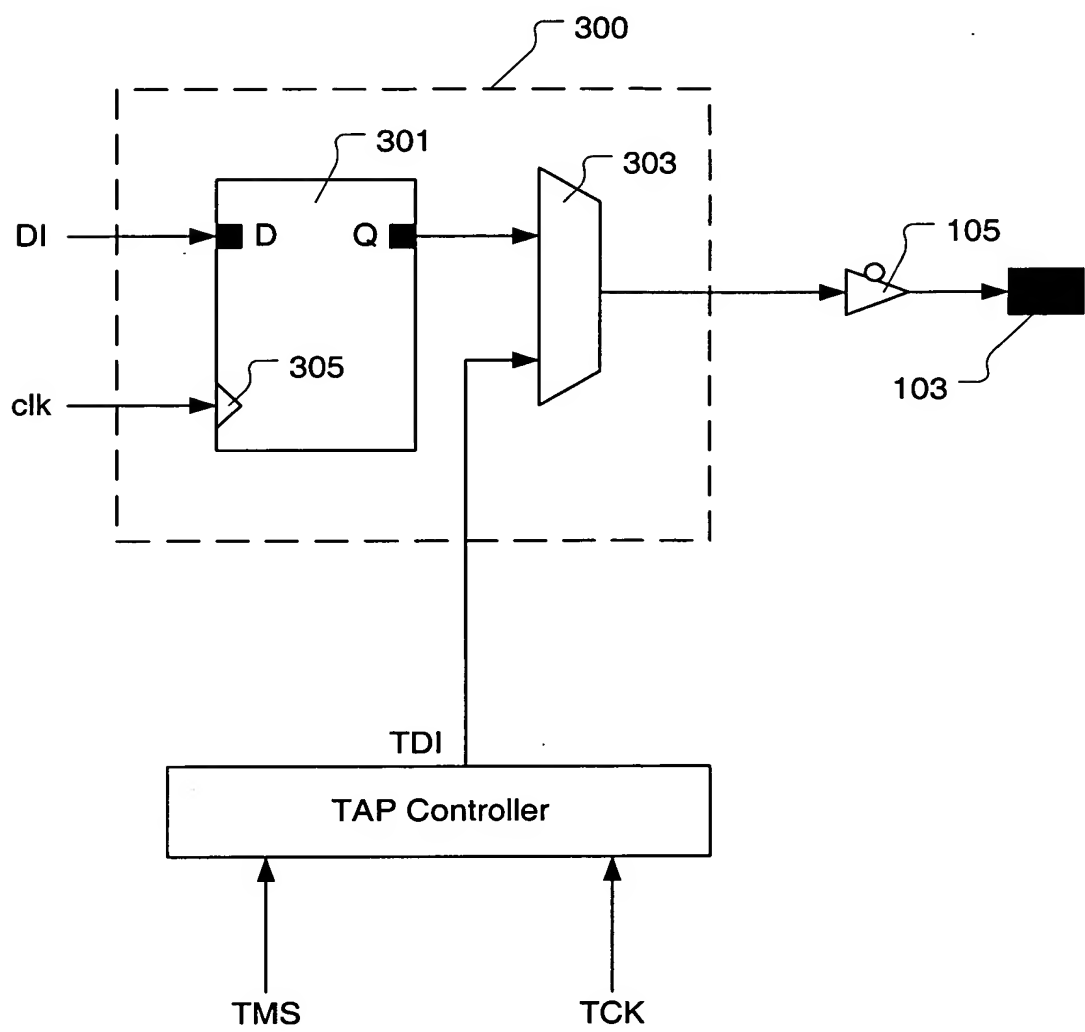 300
301
303
DI
D
Q
105
305
clk
103
TDI
TAP Controller
TMS
TCK